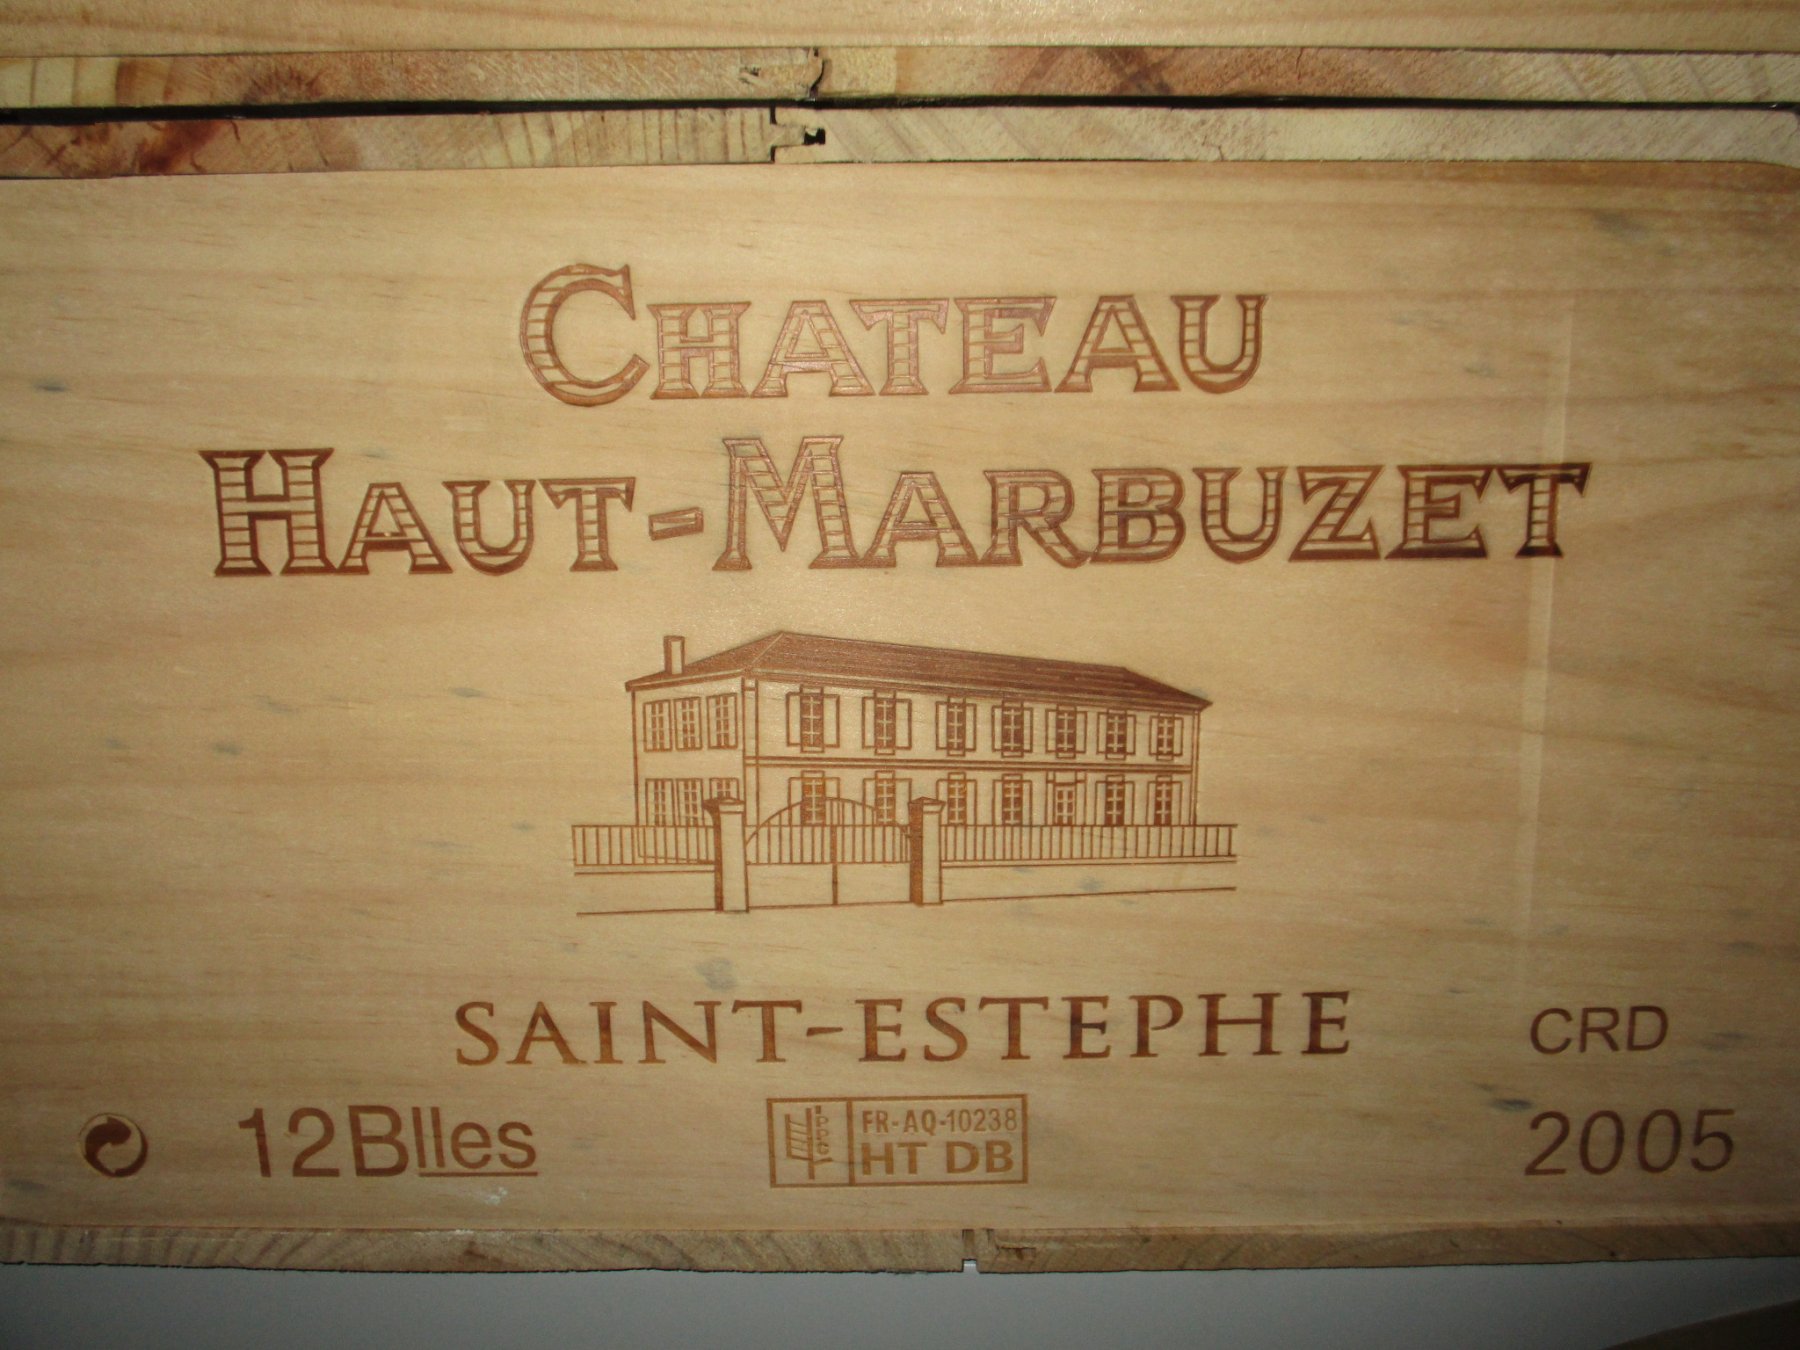 CHATEAU
HAUT-MARBUZET
SAINT-ESTEPHE
CRD
12Blles
FR-AQ-10238
HT DB
2005